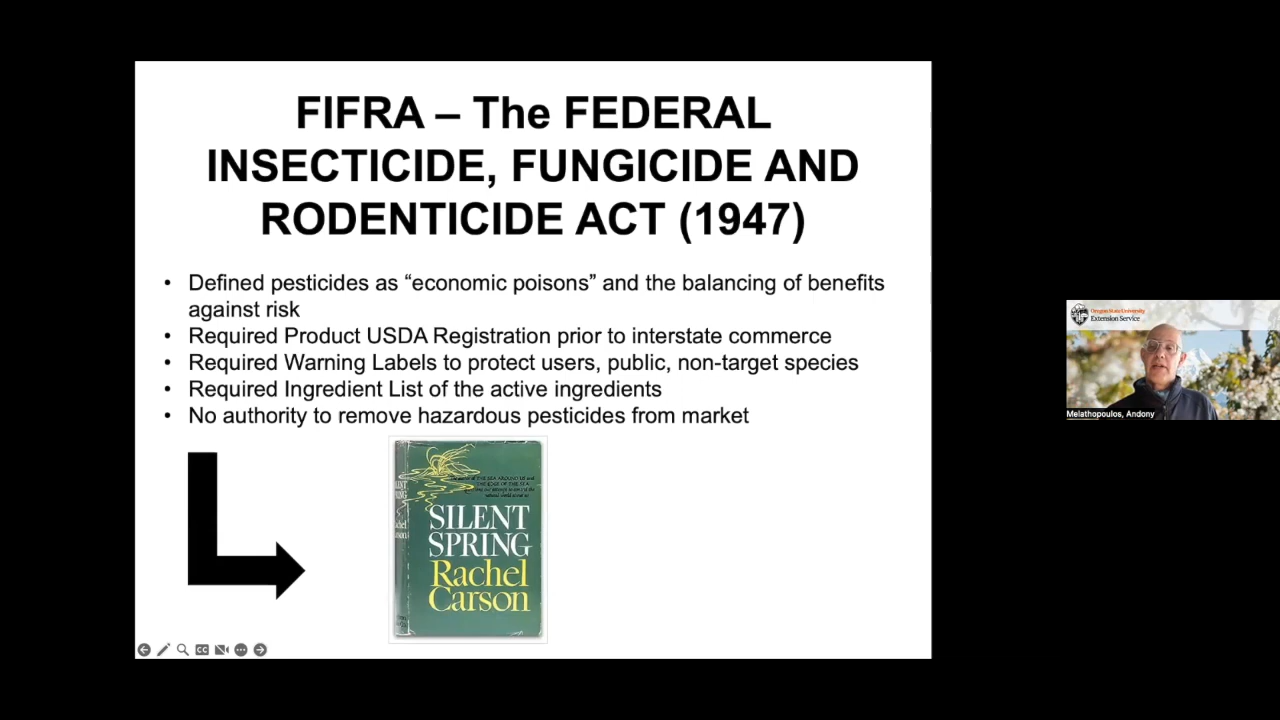 FIFRA – The FEDERAL
INSECTICIDE, FUNGICIDE AND
RODENTICIDE ACT (1947)
• Defined pesticides as “economic poisons” and the balancing of benefits
against risk
• Required Product USDA Registration prior to interstate commerce
• Required Warning Labels to protect users, public, non-target species
• Required Ingredient List of the active ingredients
• No authority to remove hazardous pesticides from market
SILENT
SPRING
Rachel
Carson
CC
Oregon State University
Extension Service
Melathopoulos, Andony